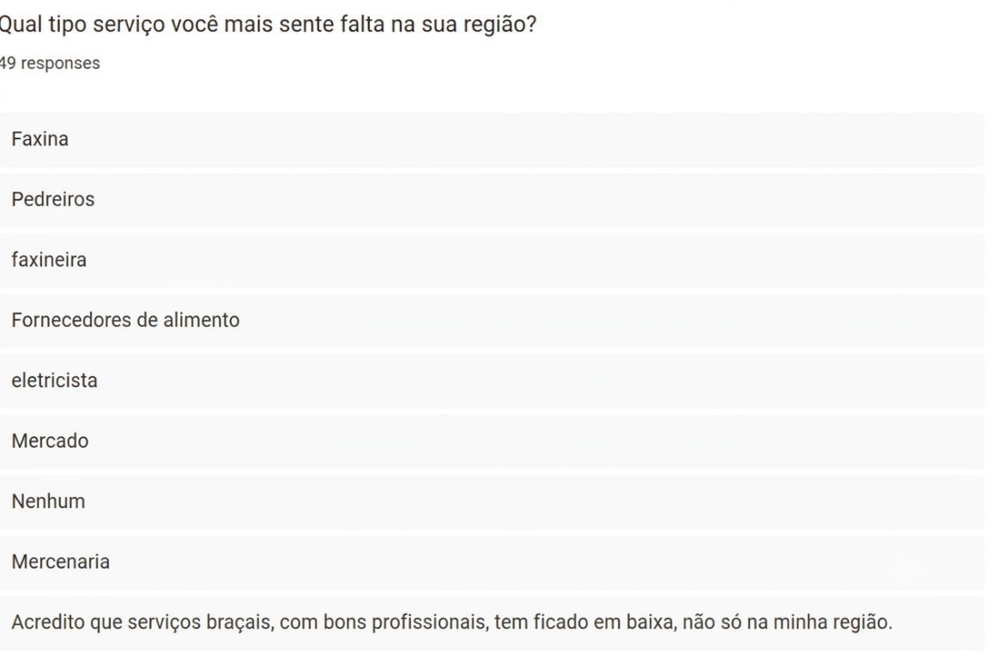 Qual tipo serviço você mais sente falta na sua região?
49 responses
Faxina
Pedreiros
faxineira
Fornecedores de alimento
eletricista
Mercado
Nenhum
Mercenaria
Acredito que serviços braçais, com bons profissionais, tem ficado em baixa, não só na minha região.